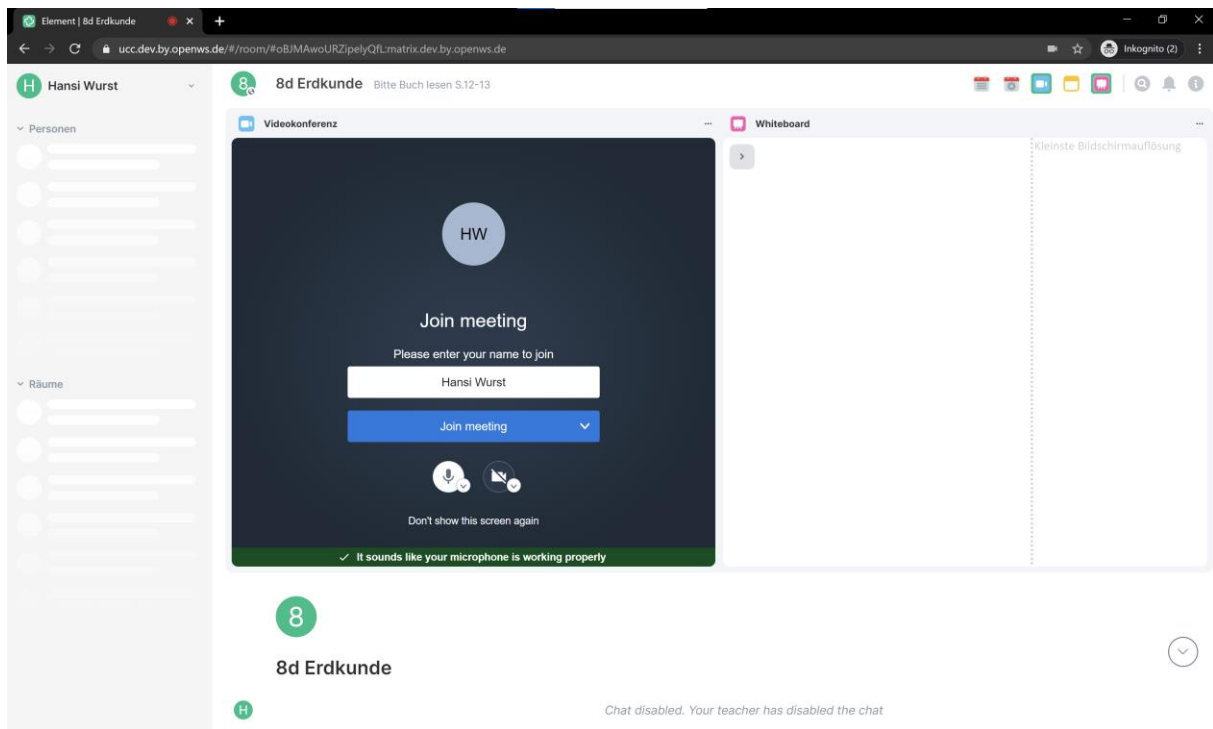 Element | 8d Erdkunde
ucc.dev.by.openws.de/#/room/#oBJMAwoURZipelyQfL:matrix.dev.by.openws.de
Inkognito (2)
H Hansi Wurst
8 8d Erdkunde Bitte Buch lesen S.12-13
Personen
Räume
Videokonferenz
HW
Join meeting
Please enter your name to join
Hansi Wurst
Join meeting
Don't show this screen again
It sounds like your microphone is working properly
Whiteboard
Kleinste Bildschirmauflösung
8
8d Erdkunde
H
Chat disabled. Your teacher has disabled the chat